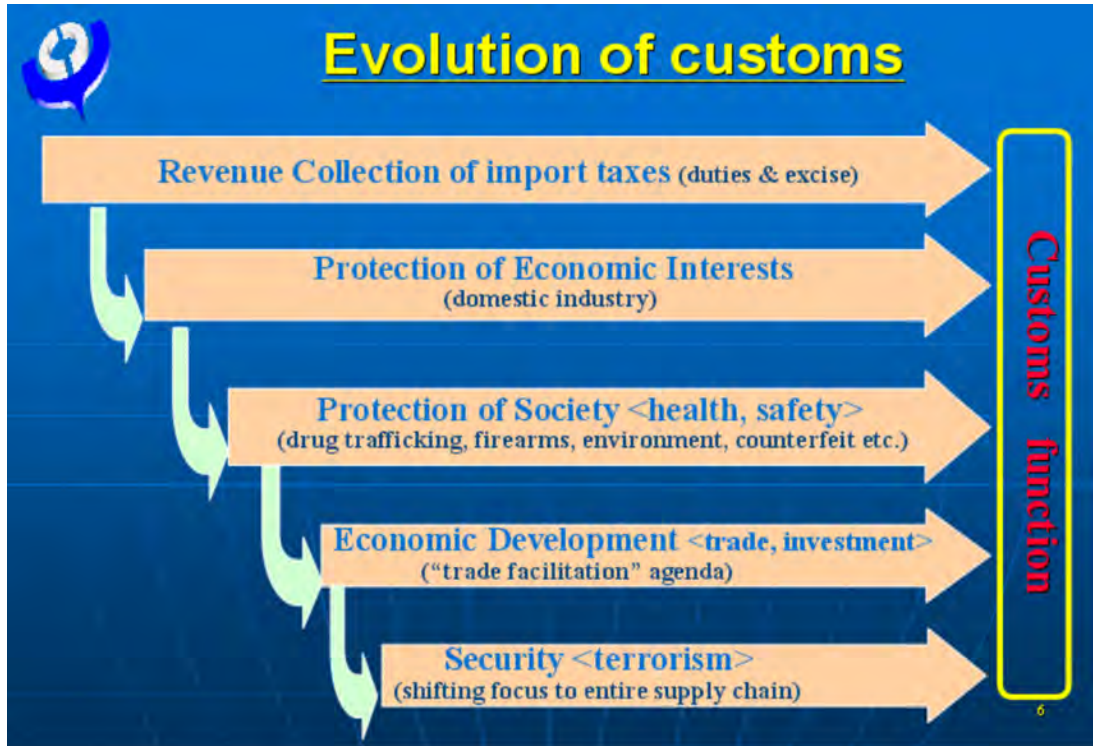 Evolution of customs
Revenue Collection of import taxes (duties & excise)
Protection of Economic Interests
(domestic industry)
Protection of Society <health, safety>
(drug trafficking, firearms, environment, counterfeit etc.)
Economic Development <trade, investment>
(“trade facilitation” agenda)
Security <terrorism>
(shifting focus to entire supply chain)
Customs function
6